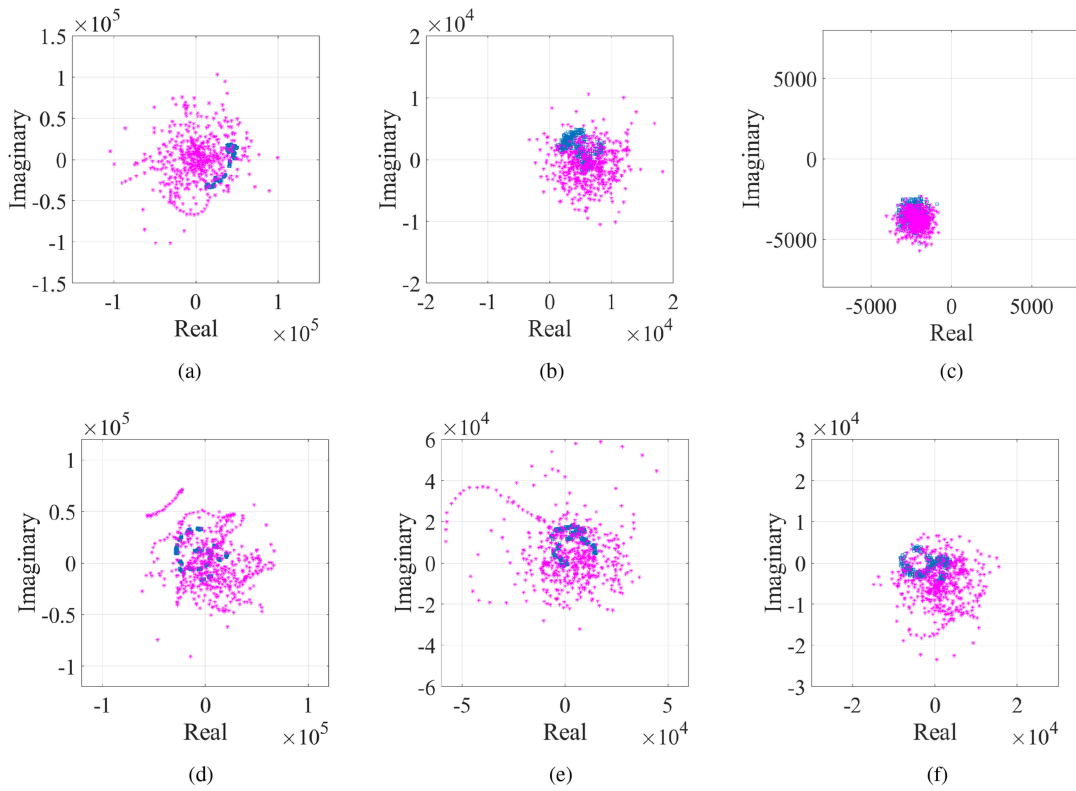 ×10^5
1.5
1
0.5
0
-0.5
-1
-1.5
Imaginary
-1 0 1
Real ×10^5
(a)
×10^4
2
1
0
-1
-2
Imaginary
-2 -1 0 1 2
Real ×10^4
(b)
5000
0
-5000
Imaginary
-5000 0 5000
Real
(c)
×10^5
1
0.5
0
-0.5
-1
Imaginary
-1 0 1
Real ×10^5
(d)
×10^4
6
4
2
0
-2
-4
-6
Imaginary
-5 0 5
Real ×10^4
(e)
×10^4
3
2
1
0
-1
-2
-3
Imaginary
-2 0 2
Real ×10^4
(f)